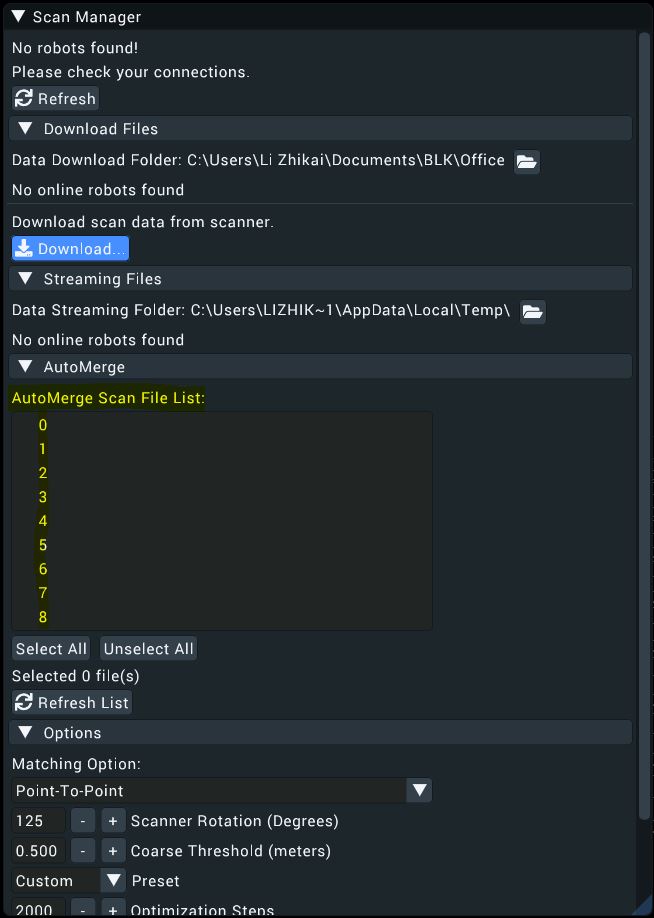 Scan Manager
No robots found!
Please check your connections.
Refresh
Download Files
Data Download Folder: C:\Users\Li Zhikai\Documents\BLK\Office
No online robots found
Download scan data from scanner.
Download...
Streaming Files
Data Streaming Folder: C:\Users\LIZHIK~1\AppData\Local\Temp\
No online robots found
AutoMerge
AutoMerge Scan File List:
0
1
2
3
4
5
6
7
8
Select All Unselect All
Selected 0 file(s)
Refresh List
Options
Matching Option:
Point-To-Point
125 - + Scanner Rotation (Degrees)
0.500 - + Coarse Threshold (meters)
Custom Preset
2000 - + Optimization Steps